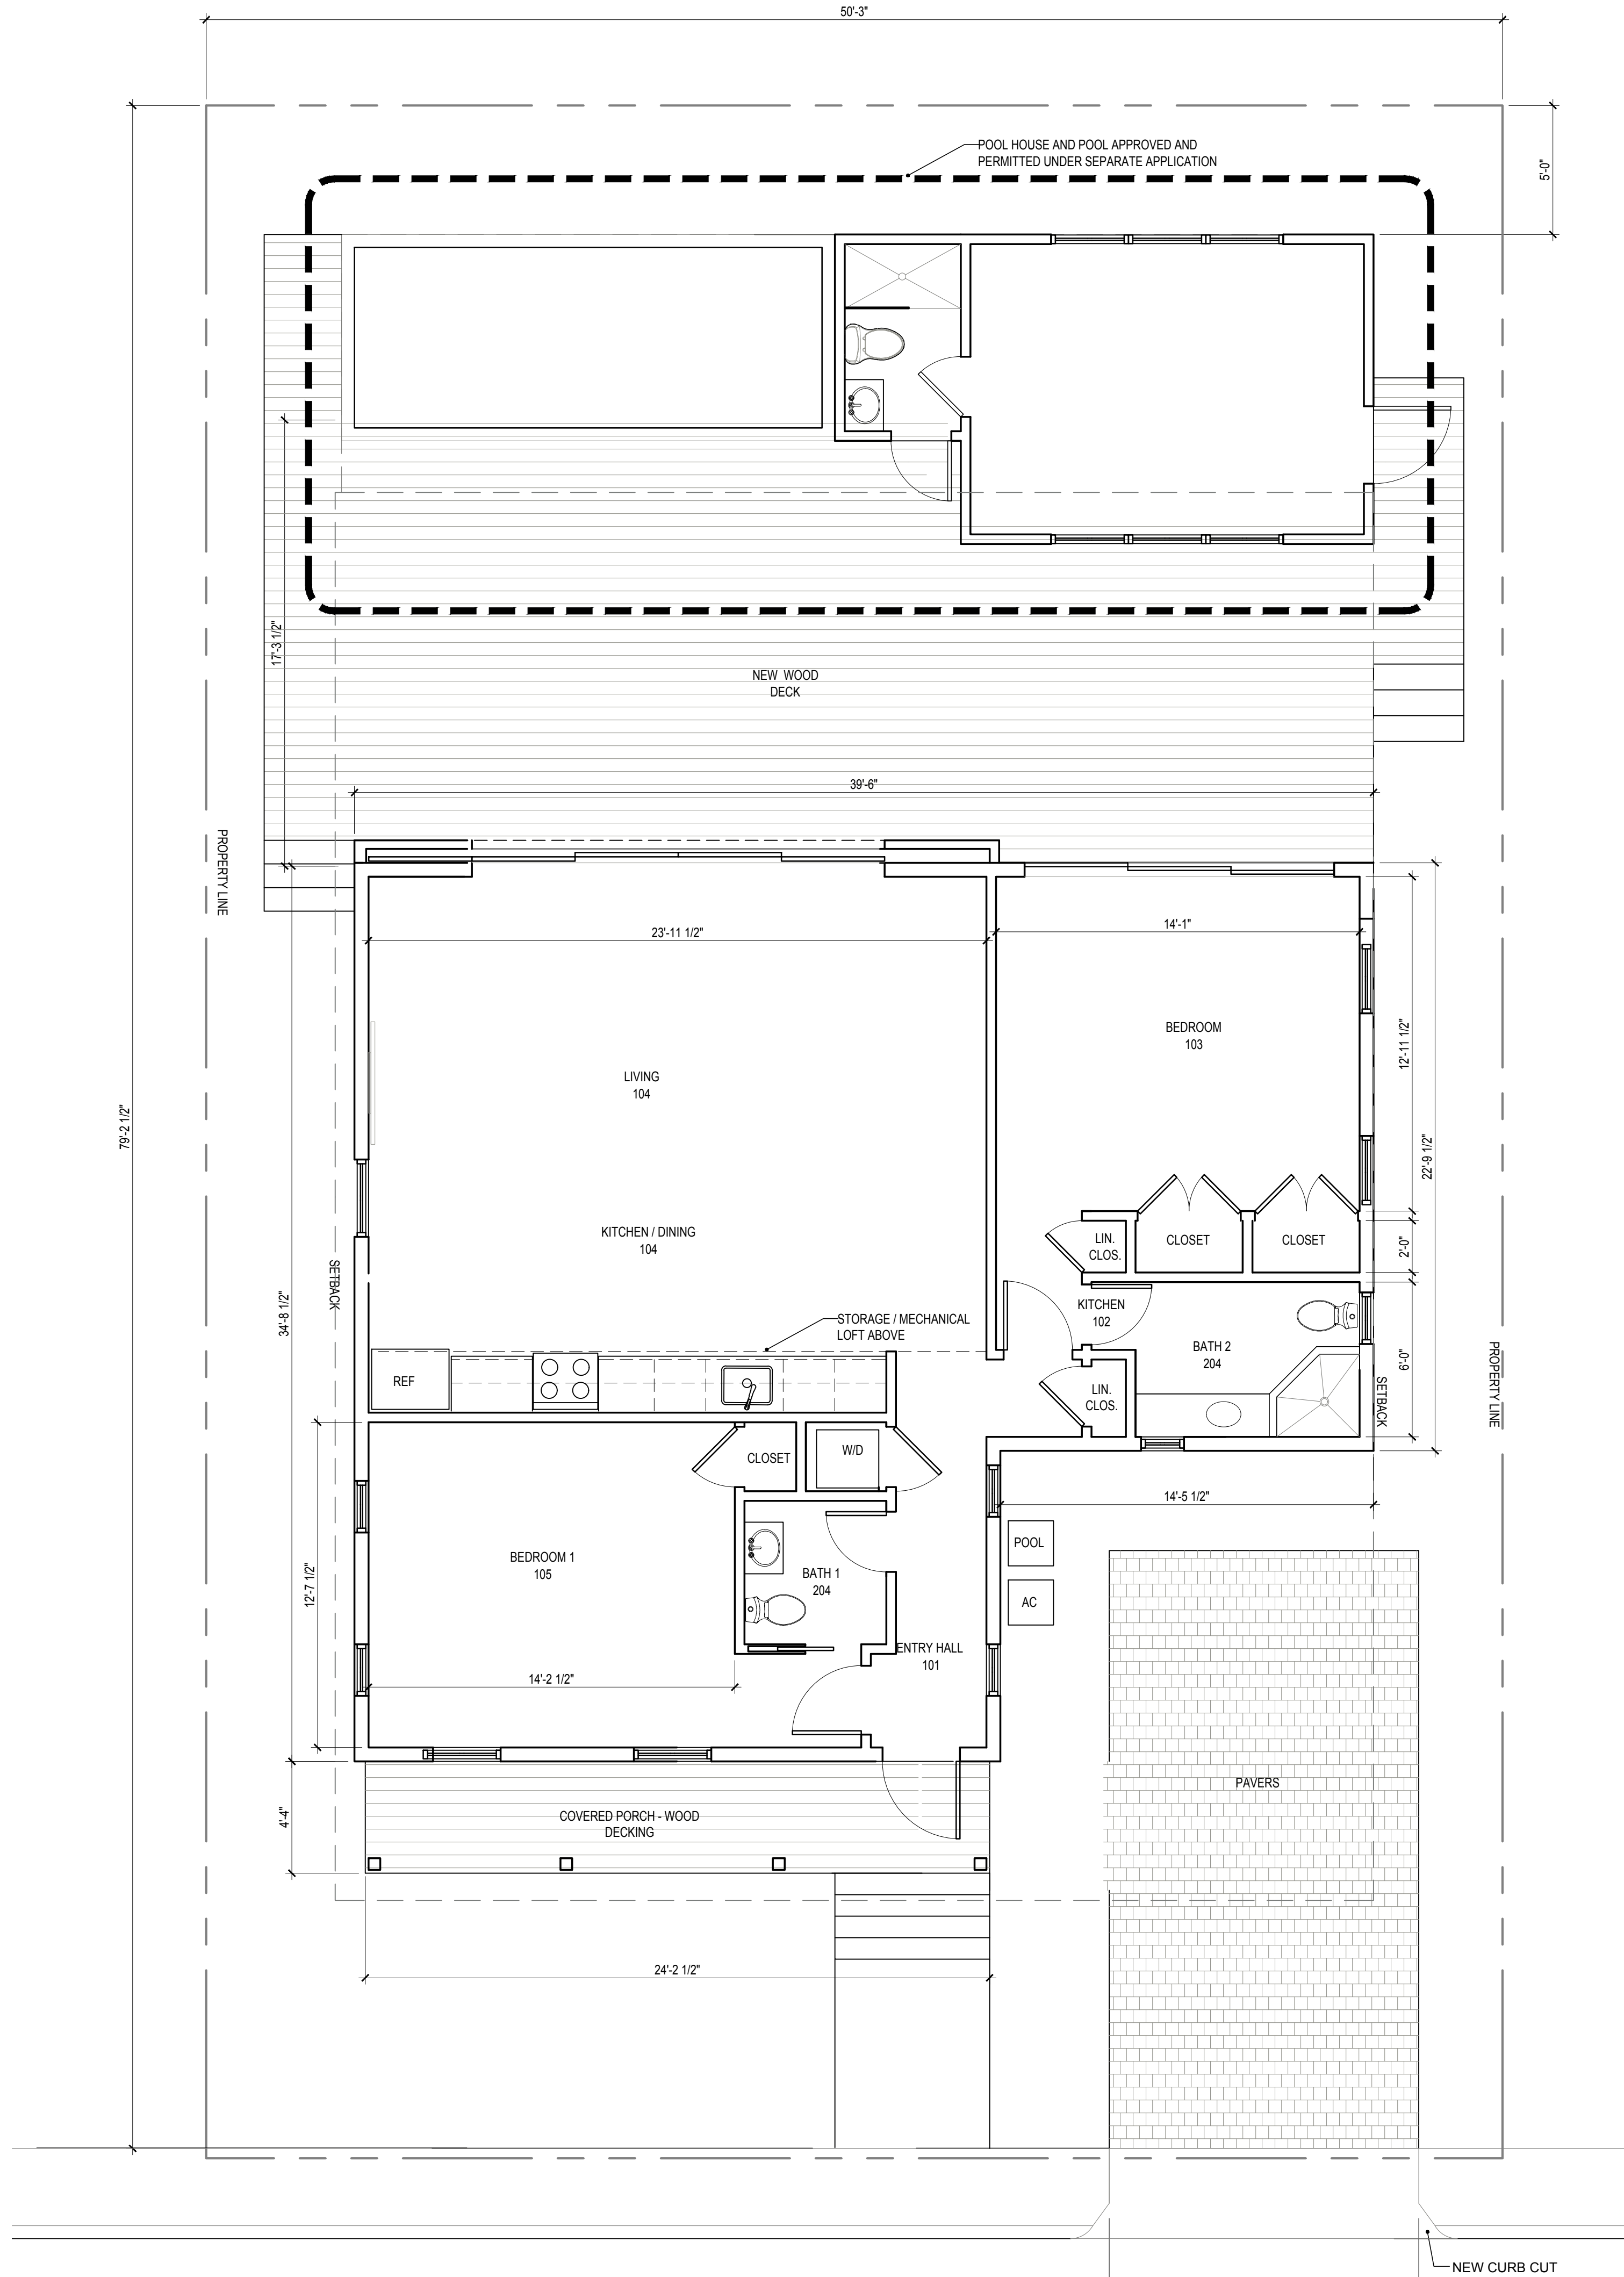 50'-3"
POOL HOUSE AND POOL APPROVED AND
PERMITTED UNDER SEPARATE APPLICATION
5'-0"
17'-3 1/2"
NEW WOOD
DECK
39'-6"
PROPERTY LINE
23'-11 1/2"
14'-1"
BEDROOM
103
12'-11 1/2"
LIVING
104
79'-2 1/2"
22'-9 1/2"
KITCHEN / DINING
104
LIN.
CLOS.
CLOSET
CLOSET
2'-0"
SETBACK
34'-8 1/2"
KITCHEN
102
STORAGE / MECHANICAL
LOFT ABOVE
BATH 2
204
6'-0"
PROPERTY LINE
REF
LIN.
CLOS.
SETBACK
CLOSET
W/D
14'-5 1/2"
POOL
BEDROOM 1
105
BATH 1
204
12'-7 1/2"
AC
ENTRY HALL
101
14'-2 1/2"
PAVERS
4'-4"
COVERED PORCH - WOOD
DECKING
24'-2 1/2"
NEW CURB CUT